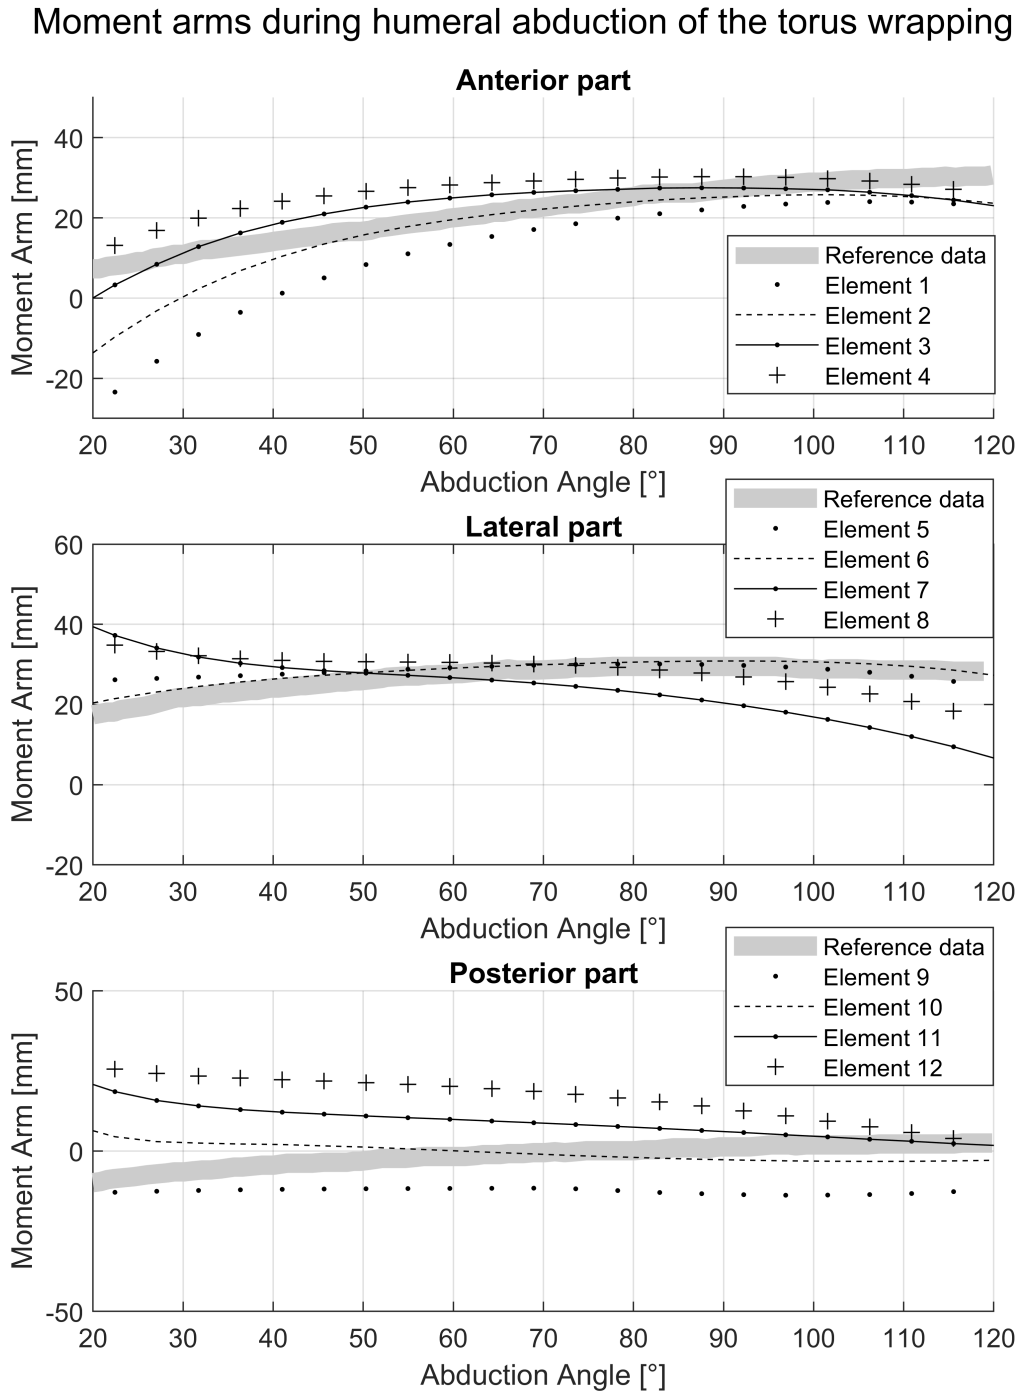 Moment arms during humeral abduction of the torus wrapping
Anterior part
Moment Arm [mm]
40
20
0
-20
Reference data
Element 1
Element 2
Element 3
Element 4
20 30 40 50 60 70 80 90 100 110 120
Abduction Angle [°]
Lateral part
Moment Arm [mm]
60
40
20
0
-20
Reference data
Element 5
Element 6
Element 7
Element 8
20 30 40 50 60 70 80 90 100 110 120
Abduction Angle [°]
Posterior part
Moment Arm [mm]
50
0
-50
Reference data
Element 9
Element 10
Element 11
Element 12
20 30 40 50 60 70 80 90 100 110 120
Abduction Angle [°]